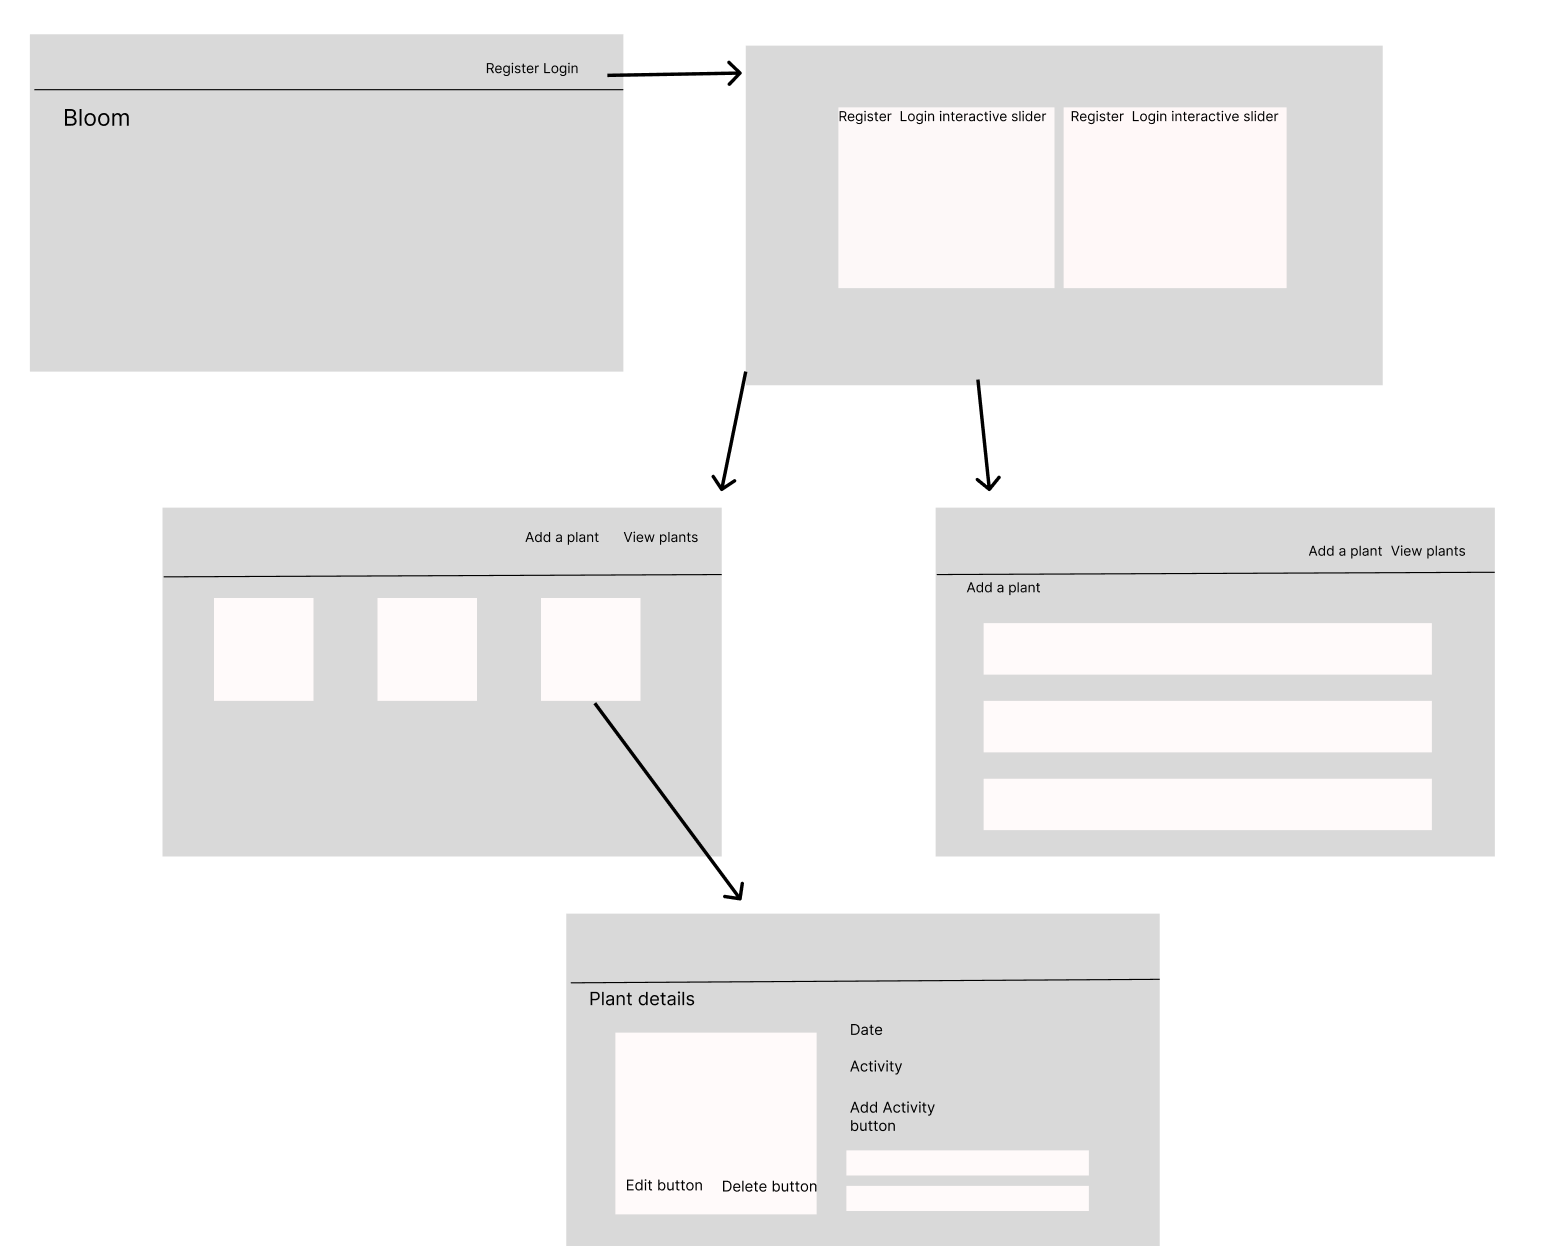 Register Login
Bloom
Register Login interactive slider
Register Login interactive slider
Add a plant View plants
Add a plant View plants
Add a plant
Plant details
Date
Activity
Add Activity
button
Edit button Delete button